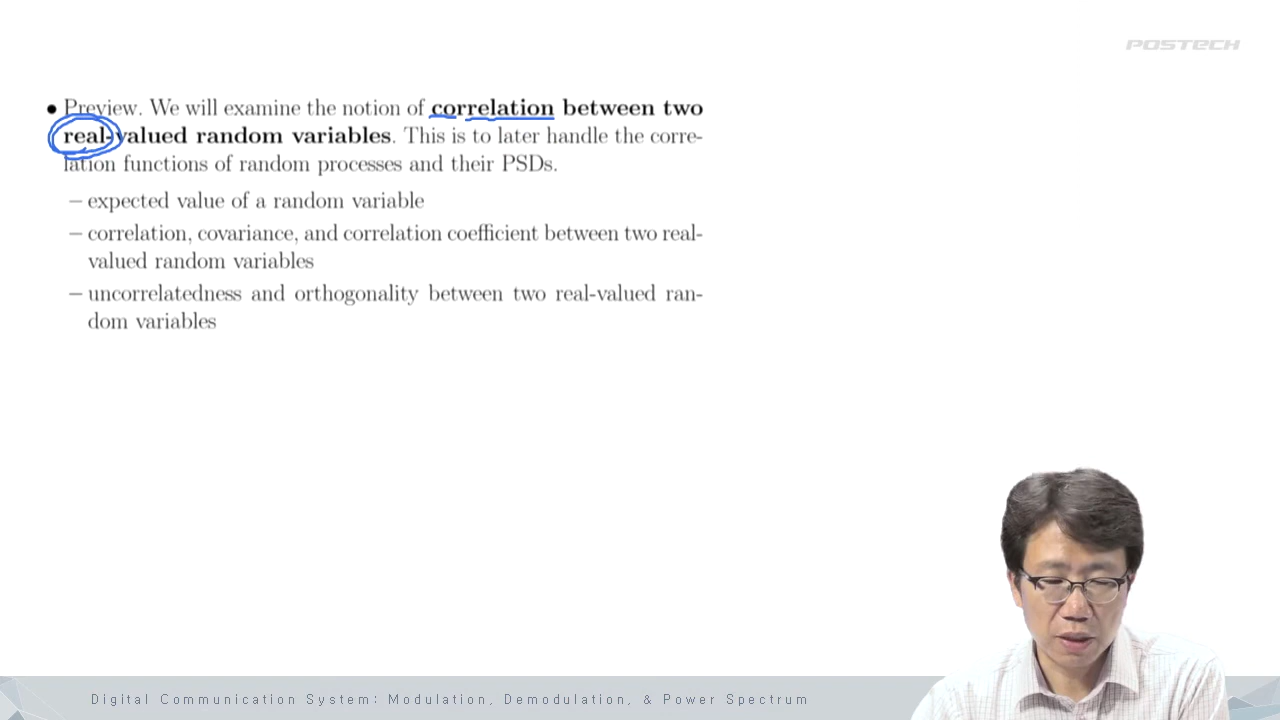 POSTECH
● Preview. We will examine the notion of correlation between two
real-valued random variables. This is to later handle the corre-
lation functions of random processes and their PSDs.
– expected value of a random variable
– correlation, covariance, and correlation coefficient between two real-
valued random variables
– uncorrelatedness and orthogonality between two real-valued ran-
dom variables
Digital Communication System: Modulation, Demodulation, & Power Spectrum